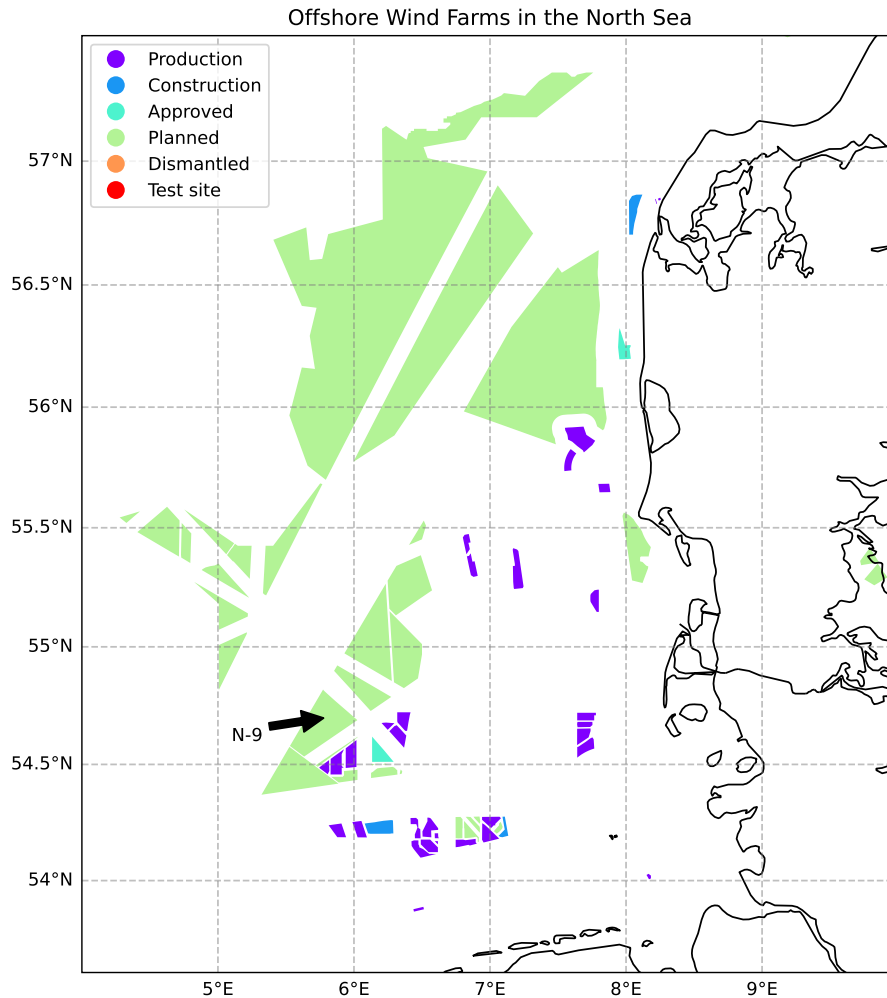 Offshore Wind Farms in the North Sea
Production
Construction
Approved
Planned
Dismantled
Test site
57°N
56.5°N
56°N
55.5°N
55°N
54.5°N
54°N
N-9
5°E
6°E
7°E
8°E
9°E